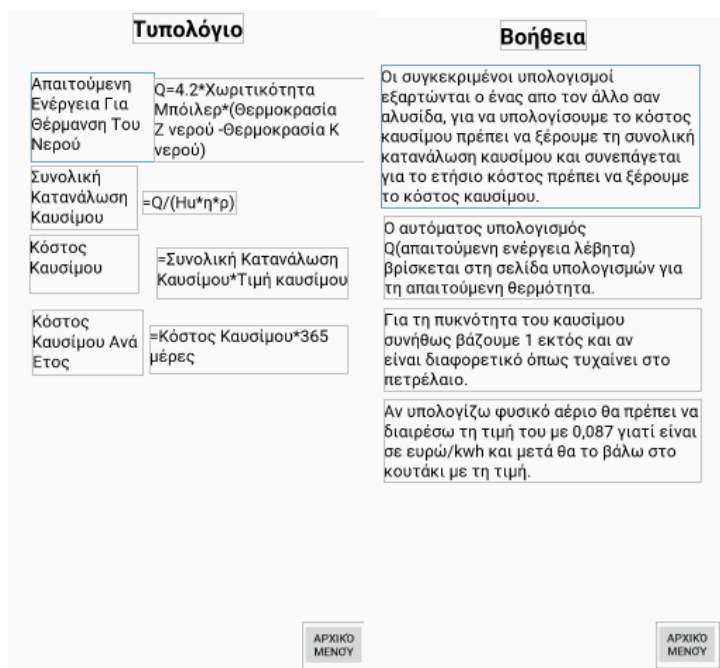 Τυπολόγιο
Απαιτούμενη
Ενέργεια Για
Θέρμανση Του
Νερού
Q=4.2*Χωριτικότητα
Μπόιλερ*(Θερμοκρασία
Ζ νερού -Θερμοκρασία Κ
νερού)
Συνολική
Κατανάλωση
Καυσίμου
=Q/(Hu*η*ρ)
Κόστος
Καυσίμου
=Συνολική Κατανάλωση
Καυσίμου*Τιμή καυσίμου
Κόστος
Καυσίμου Ανά
Ετος
=Κόστος Καυσίμου*365
μέρες
ΑΡΧΙΚΌ
ΜΕΝΟΎ
Βοήθεια
Οι συγκεκριμένοι υπολογισμοί
εξαρτώνται ο ένας απο τον άλλο σαν
αλυσίδα, για να υπολογίσουμε το κόστος
καυσίμου πρέπει να ξέρουμε τη συνολική
κατανάλωση καυσίμου και συνεπάγεται
για το ετήσιο κόστος πρέπει να ξέρουμε
το κόστος καυσίμου.
Ο αυτόματος υπολογισμός
Q(απαιτούμενη ενέργεια λέβητα)
βρίσκεται στη σελίδα υπολογισμών για
τη απαιτούμενη θερμότητα.
Για τη πυκνότητα του καυσίμου
συνήθως βάζουμε 1 εκτός και αν
είναι διαφορετικό όπως τυχαίνει στο
πετρέλαιο.
Αν υπολογίζω φυσικό αέριο θα πρέπει να
διαιρέσω τη τιμή του με 0,087 γιατί είναι
σε ευρώ/kwh και μετά θα το βάλω στο
κουτάκι με τη τιμή.
ΑΡΧΙΚΌ
ΜΕΝΟΎ